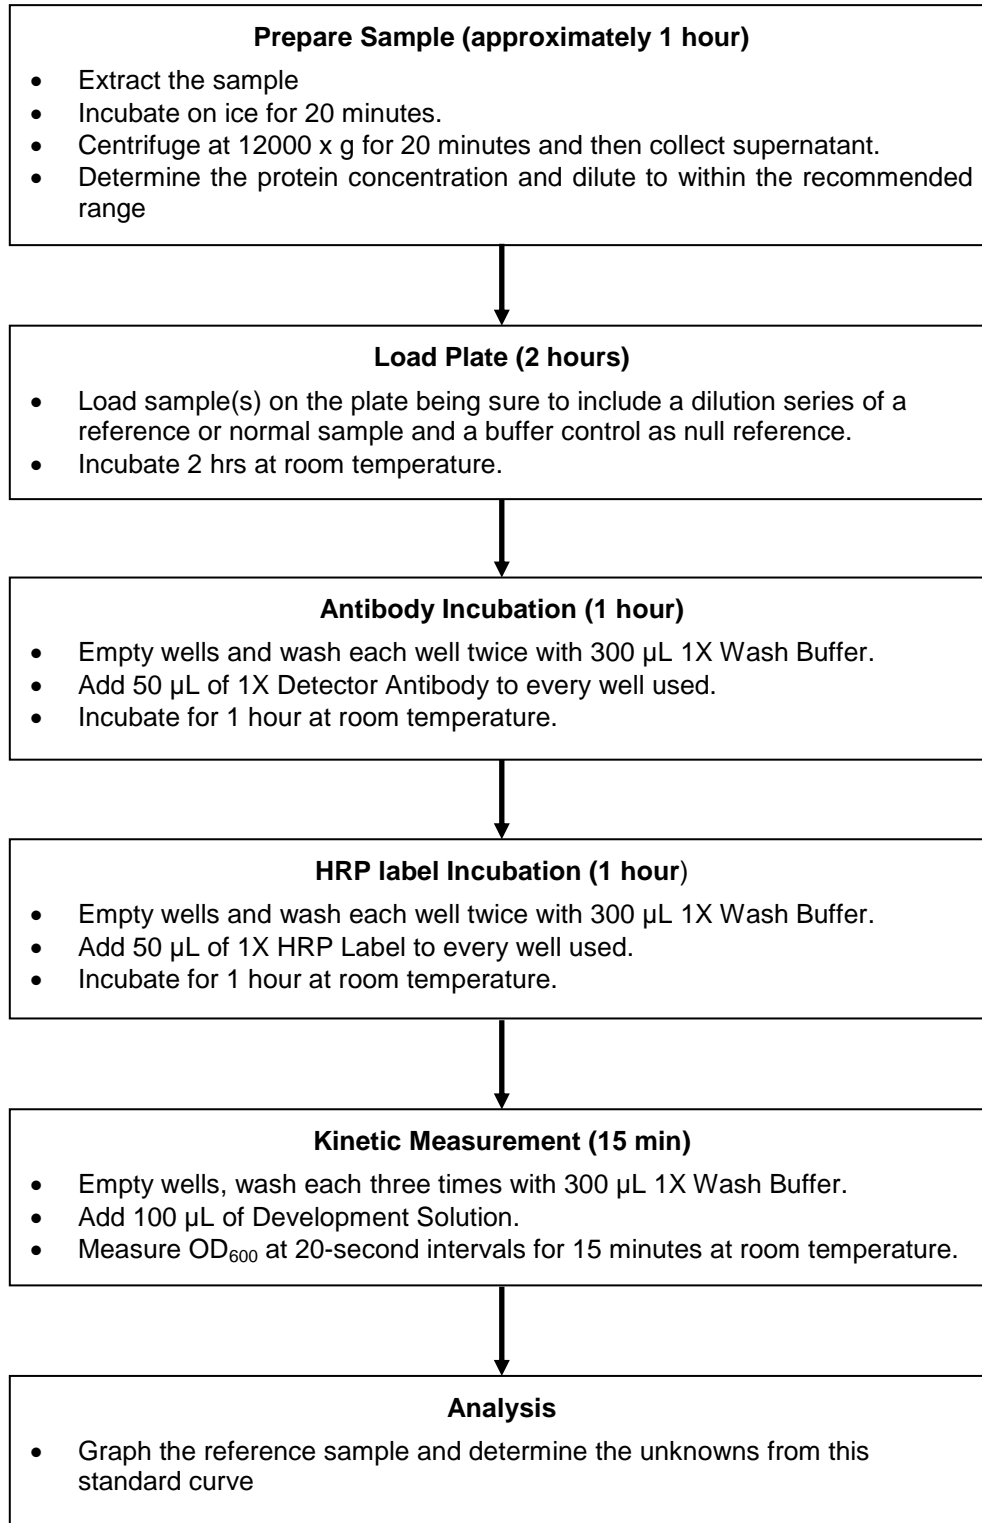 Prepare Sample (approximately 1 hour)
• Extract the sample
• Incubate on ice for 20 minutes.
• Centrifuge at 12000 x g for 20 minutes and then collect supernatant.
• Determine the protein concentration and dilute to within the recommended
range
Load Plate (2 hours)
• Load sample(s) on the plate being sure to include a dilution series of a
reference or normal sample and a buffer control as null reference.
• Incubate 2 hrs at room temperature.
Antibody Incubation (1 hour)
• Empty wells and wash each well twice with 300 µL 1X Wash Buffer.
• Add 50 µL of 1X Detector Antibody to every well used.
• Incubate for 1 hour at room temperature.
HRP label Incubation (1 hour)
• Empty wells and wash each well twice with 300 µL 1X Wash Buffer.
• Add 50 µL of 1X HRP Label to every well used.
• Incubate for 1 hour at room temperature.
Kinetic Measurement (15 min)
• Empty wells, wash each three times with 300 µL 1X Wash Buffer.
• Add 100 µL of Development Solution.
• Measure OD600 at 20-second intervals for 15 minutes at room temperature.
Analysis
• Graph the reference sample and determine the unknowns from this
standard curve